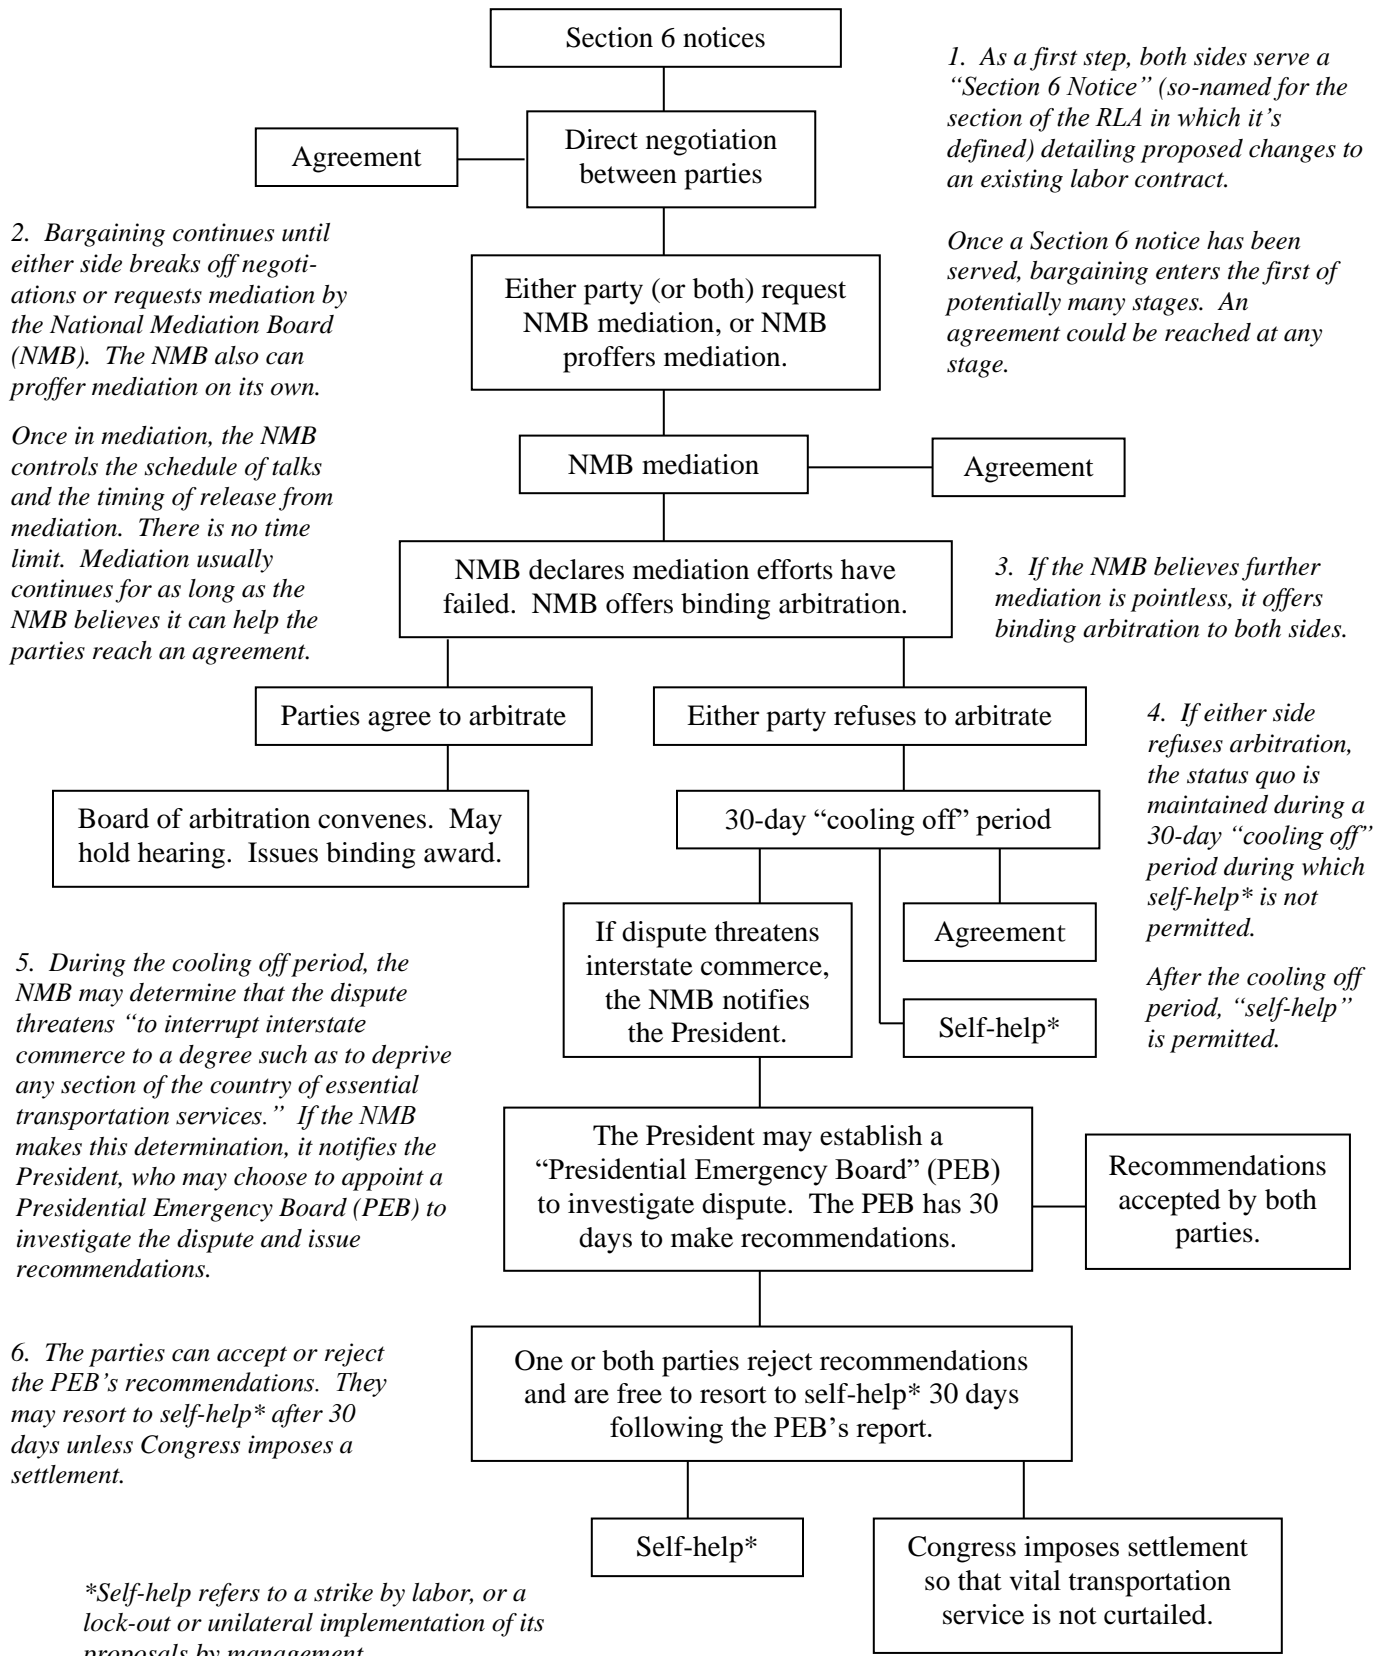 Section 6 notices
1. As a first step, both sides serve a
“Section 6 Notice” (so-named for the
section of the RLA in which it’s
defined) detailing proposed changes to
an existing labor contract.
Once a Section 6 notice has been
served, bargaining enters the first of
potentially many stages. An
agreement could be reached at any
stage.
Agreement
Direct negotiation
between parties
2. Bargaining continues until
either side breaks off negoti-
ations or requests mediation by
the National Mediation Board
(NMB). The NMB also can
proffer mediation on its own.
Once in mediation, the NMB
controls the schedule of talks
and the timing of release from
mediation. There is no time
limit. Mediation usually
continues for as long as the
NMB believes it can help the
parties reach an agreement.
Either party (or both) request
NMB mediation, or NMB
proffers mediation.
NMB mediation
Agreement
NMB declares mediation efforts have
failed. NMB offers binding arbitration.
3. If the NMB believes further
mediation is pointless, it offers
binding arbitration to both sides.
Parties agree to arbitrate
Either party refuses to arbitrate
4. If either side
refuses arbitration,
the status quo is
maintained during a
30-day “cooling off”
period during which
self-help* is not
permitted.
After the cooling off
period, “self-help”
is permitted.
Board of arbitration convenes. May
hold hearing. Issues binding award.
30-day “cooling off” period
If dispute threatens
interstate commerce,
the NMB notifies
the President.
Agreement
Self-help*
5. During the cooling off period, the
NMB may determine that the dispute
threatens “to interrupt interstate
commerce to a degree such as to deprive
any section of the country of essential
transportation services.” If the NMB
makes this determination, it notifies the
President, who may choose to appoint a
Presidential Emergency Board (PEB) to
investigate the dispute and issue
recommendations.
The President may establish a
“Presidential Emergency Board” (PEB)
to investigate dispute. The PEB has 30
days to make recommendations.
Recommendations
accepted by both
parties.
6. The parties can accept or reject
the PEB’s recommendations. They
may resort to self-help* after 30
days unless Congress imposes a
settlement.
One or both parties reject recommendations
and are free to resort to self-help* 30 days
following the PEB’s report.
Self-help*
Congress imposes settlement
so that vital transportation
service is not curtailed.
*Self-help refers to a strike by labor, or a
lock-out or unilateral implementation of its
proposals by management